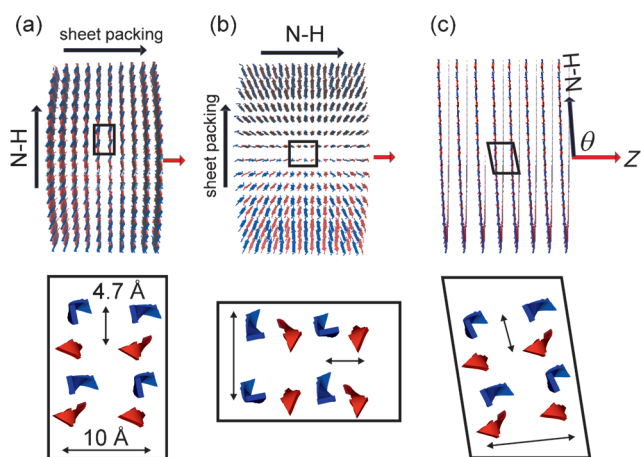 (a)
sheet packing
N-H
(b)
N-H
sheet packing
(c)
N-H
θ
Z
4.7 Å
10 Å